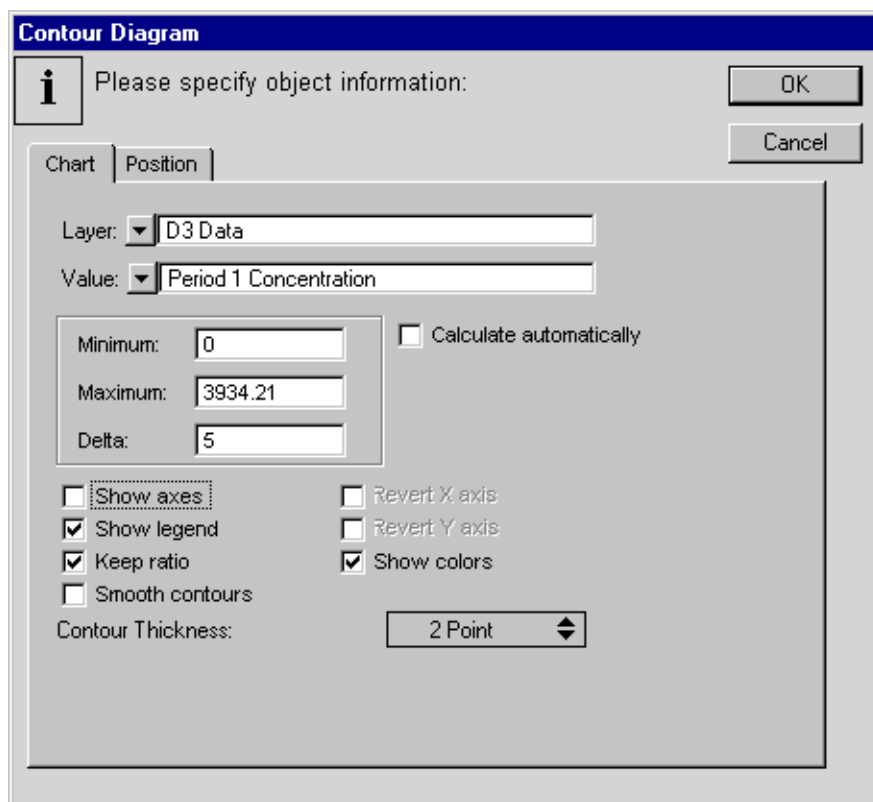 Contour Diagram
i Please specify object information:
OK
Cancel
Chart Position
Layer: D3 Data
Value: Period 1 Concentration
Minimum: 0
Calculate automatically
Maximum: 3934.21
Delta: 5
Show axes Revert X axis
Show legend Revert Y axis
Keep ratio Show colors
Smooth contours
Contour Thickness: 2 Point